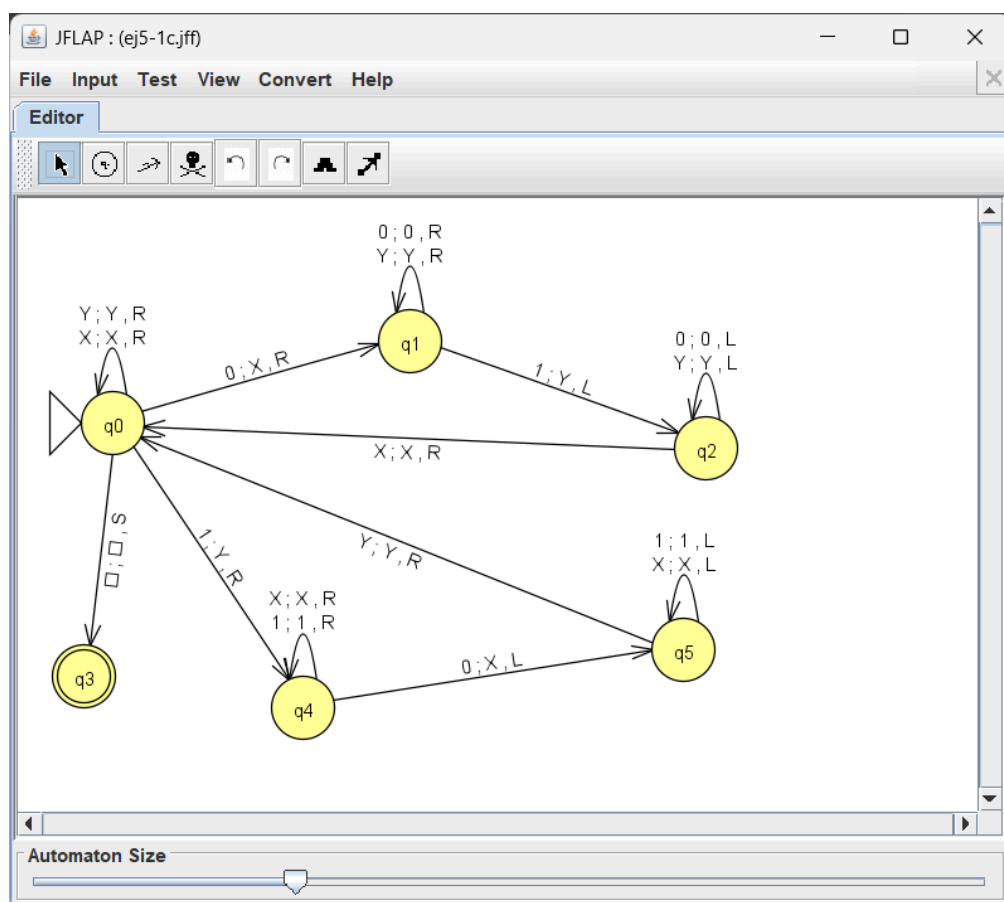 JFLAP : (ej5-1c.jff)
File Input Test View Convert Help
Editor
0 ; 0 , R
Y ; Y , R
Y ; Y , R
X ; X , R
q1
0 ; 0 , L
Y ; Y , L
0 ; X , R
1 ; Y , L
q0
X ; X , R
q2
□ ; □ , S
1 ; Y , R
Y ; Y , R
1 ; 1 , L
X ; X , L
X ; X , R
1 ; 1 , R
q3
0 ; X , L
q5
q4
Automaton Size